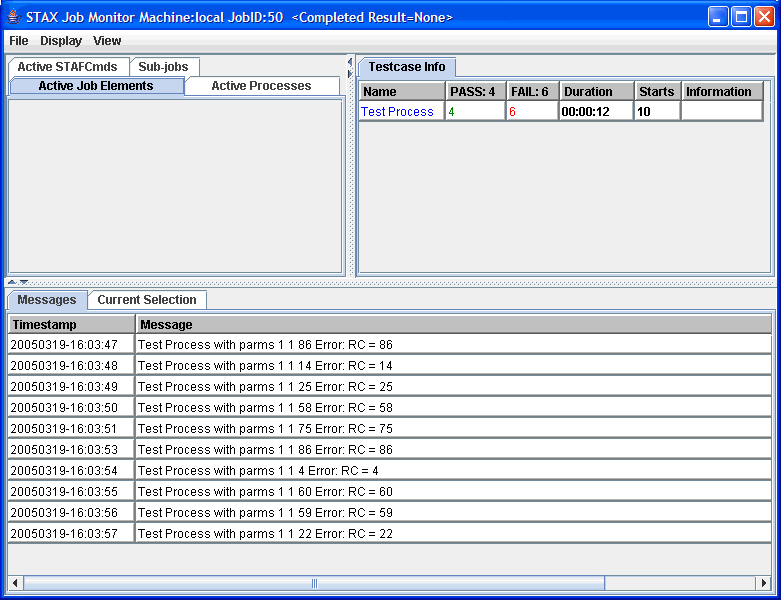 STAX Job Monitor Machine:local JobID:50 <Completed Result=None>
File Display View
Active STAFCmds Sub-jobs
Active Job Elements Active Processes
Testcase Info
Name PASS: 4 FAIL: 6 Duration Starts Information
Test Process 4 6 00:00:12 10
Messages Current Selection
Timestamp Message
20050319-16:03:47 Test Process with parms 1 1 86 Error: RC = 86
20050319-16:03:48 Test Process with parms 1 1 14 Error: RC = 14
20050319-16:03:49 Test Process with parms 1 1 25 Error: RC = 25
20050319-16:03:50 Test Process with parms 1 1 58 Error: RC = 58
20050319-16:03:51 Test Process with parms 1 1 75 Error: RC = 75
20050319-16:03:53 Test Process with parms 1 1 86 Error: RC = 86
20050319-16:03:54 Test Process with parms 1 1 4 Error: RC = 4
20050319-16:03:55 Test Process with parms 1 1 60 Error: RC = 60
20050319-16:03:56 Test Process with parms 1 1 59 Error: RC = 59
20050319-16:03:57 Test Process with parms 1 1 22 Error: RC = 22